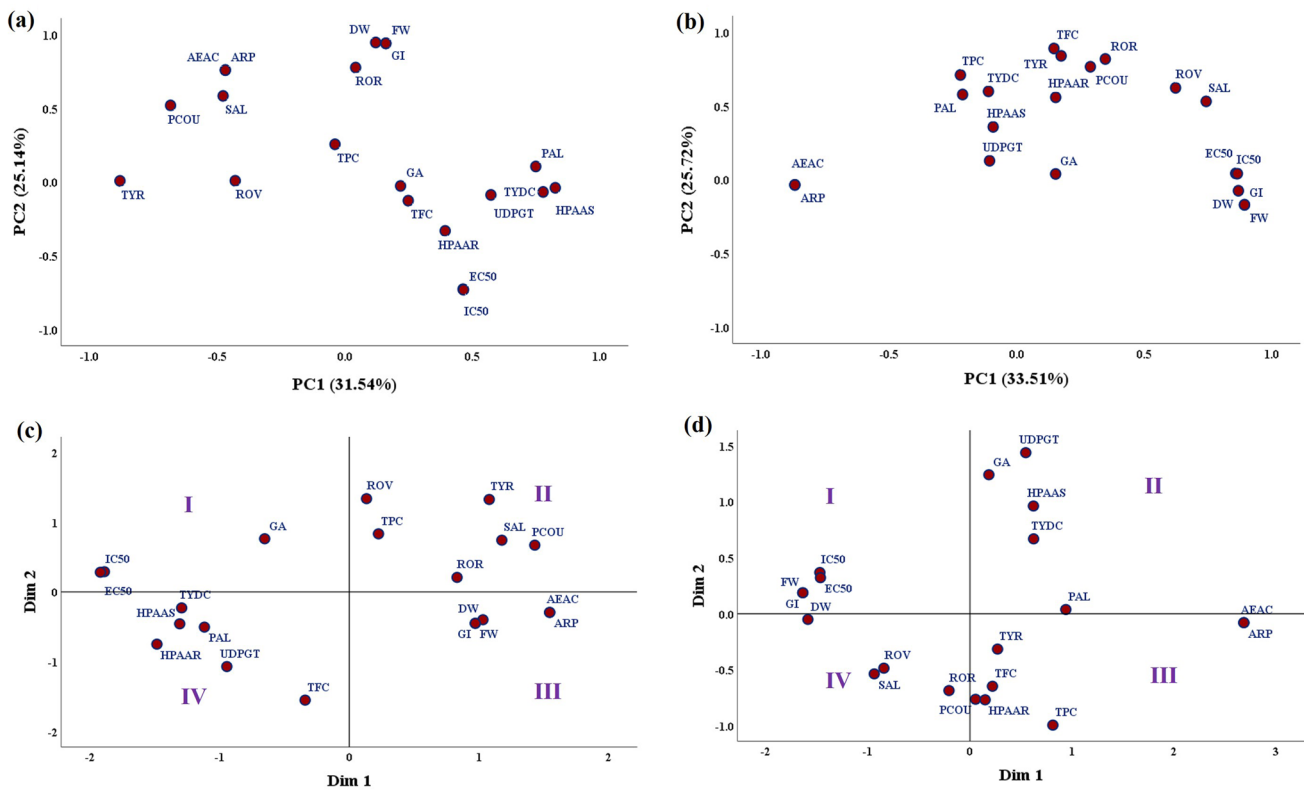 (a)
PC2 (25.14%)
1.0
0.5
0.0
-0.5
-1.0
DW FW
GI
ROR
AEAC ARP
SAL
PCOU
TPC
TYR
ROV
GA
TFC
PAL
TYDC
UDPGT
HPAAS
HPAAR
EC50
IC50
-1.0 -0.5 0.0 0.5 1.0
PC1 (31.54%)
(b)
PC2 (25.72%)
1.0
0.5
0.0
-0.5
-1.0
TFC
ROR
TYR
PCOU
TPC
TYDC
HPAAR
ROV
SAL
PAL
HPAAS
UDPGT
GA
AEAC
ARP
EC50 IC50
GI
DW
FW
-1.0 -0.5 0.0 0.5 1.0
PC1 (33.51%)
(c)
Dim 2
2
1
0
-1
-2
I
II
III
IV
ROV
TYR
TPC
SAL
PCOU
GA
ROR
IC50
EC50
TYDC
HPAAS
PAL
HPAAR
UDPGT
TFC
DW
GI FW
AEAC
ARP
-2 -1 0 1 2
Dim 1
(d)
Dim 2
1.5
1.0
0.5
0.0
-0.5
-1.0
I
II
III
IV
UDPGT
GA
HPAAS
TYDC
IC50
EC50
FW
GI
DW
PAL
AEAC
ARP
TYR
ROV
SAL
ROR
TFC
PCOU
HPAAR
TPC
-2 -1 0 1 2 3
Dim 1